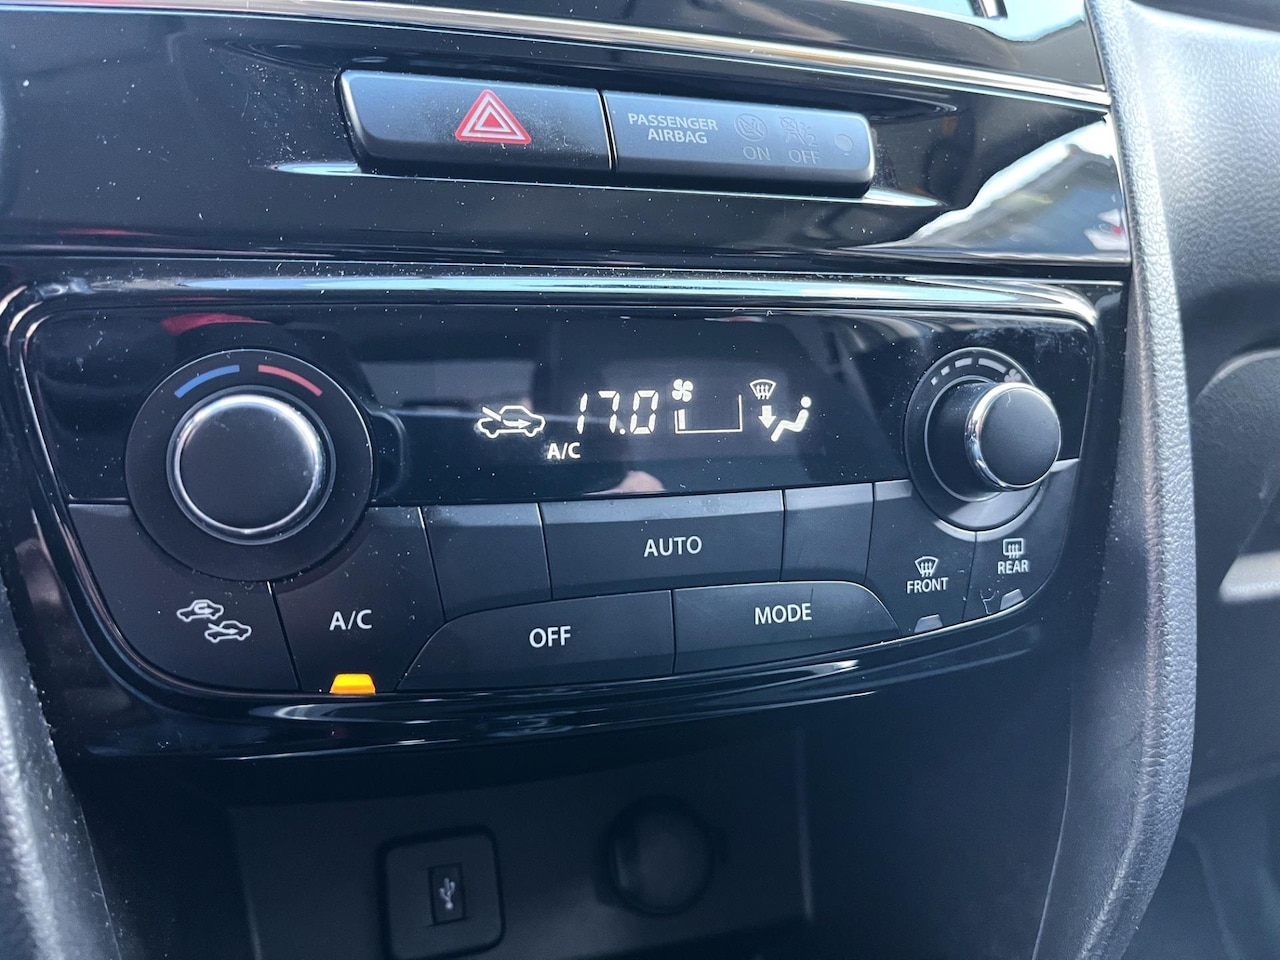 PASSENGER
AIRBAG
ON
OFF
17.0
A/C
AUTO
FRONT
REAR
A/C
OFF
MODE